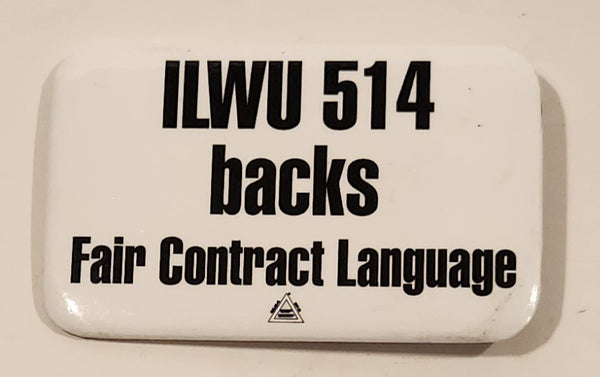 ILWU 514
backs
Fair Contract Language